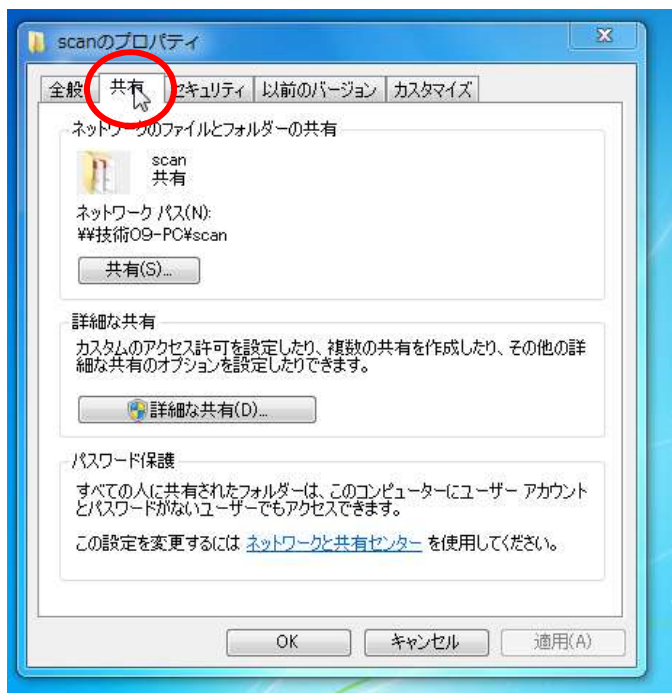 scanのプロパティ
全般 共有 セキュリティ 以前のバージョン カスタマイズ
ネットワークのファイルとフォルダーの共有
scan
共有
ネットワーク パス(N):
¥¥技術09-PC¥scan
共有(S)...
詳細な共有
カスタムのアクセス許可を設定したり、複数の共有を作成したり、その他の詳
細な共有のオプションを設定したりできます。
詳細な共有(D)...
パスワード保護
すべての人に共有されたフォルダーは、このコンピューターにユーザー アカウント
とパスワードがないユーザーでもアクセスできます。
この設定を変更するには ネットワークと共有センター を使用してください。
OK キャンセル 適用(A)